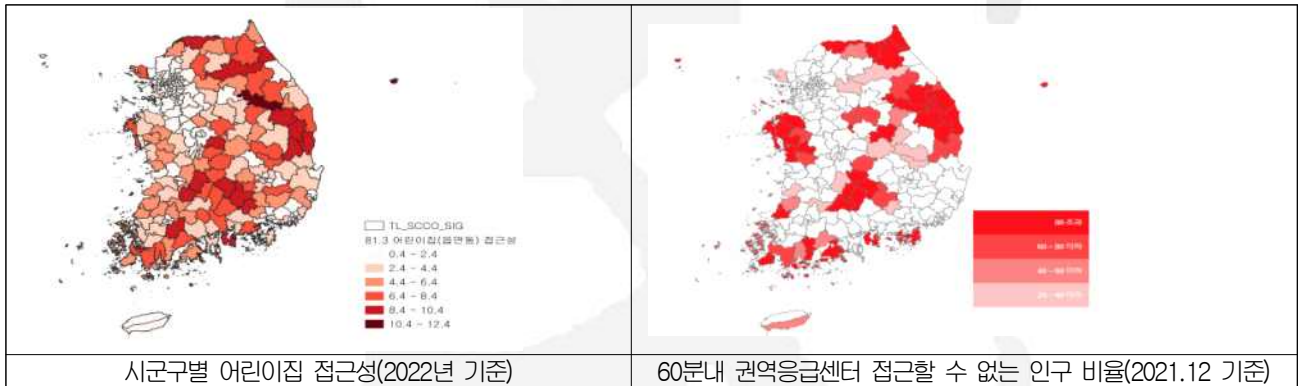 TL_SCCO_SIG
81.3 어린이집(읍면동) 접근성
0.4 - 2.4
2.4 - 4.4
4.4 - 6.4
6.4 - 8.4
8.4 - 10.4
10.4 - 12.4
시군구별 어린이집 접근성(2022년 기준)
60분내 권역응급센터 접근할 수 없는 인구 비율(2021.12 기준)